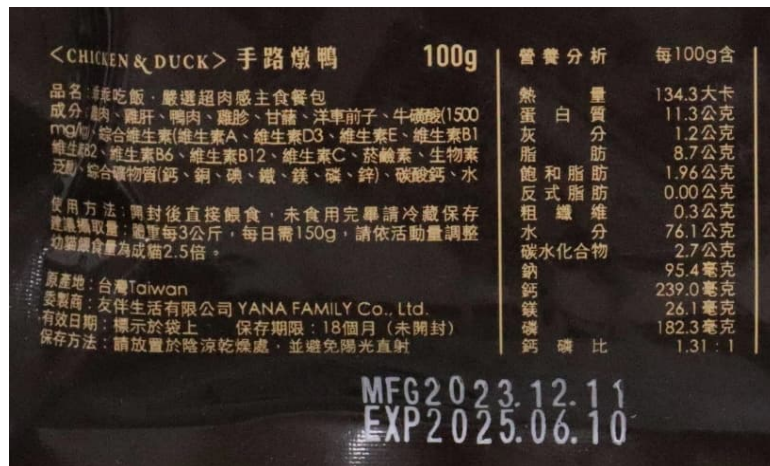 <CHICKEN & DUCK> 手路燉鴨 100g
品名：乖乖吃飯．嚴選超肉感主食餐包
成分：雞肉、雞肝、鴨肉、雞胗、甘藷、洋車前子、牛磺酸(1500
mg/kg)、綜合維生素(維生素A、維生素D3、維生素E、維生素B1
維生素B2、維生素B6、維生素B12、維生素C、菸鹼素、生物素
泛酸)、綜合礦物質(鈣、銅、碘、鐵、鎂、磷、鋅)、碳酸鈣、水
使用方法：開封後直接餵食，未食用完畢請冷藏保存
建議攝取量：體重每3公斤，每日需150g，請依活動量調整
幼貓餵食量為成貓2.5倍。
原產地：台灣Taiwan
委製商：友伴生活有限公司 YANA FAMILY Co., Ltd.
有效日期：標示於袋上 保存期限：18個月（未開封）
保存方法：請放置於陰涼乾燥處，並避免陽光直射
營養分析 每100g含
熱量 134.3大卡
蛋白質 11.3公克
灰分 1.2公克
脂肪 8.7公克
飽和脂肪 1.96公克
反式脂肪 0.00公克
粗纖維 0.3公克
水分 76.1公克
碳水化合物 2.7公克
鈉 95.4毫克
鈣 239.0毫克
鎂 26.1毫克
磷 182.3毫克
鈣磷比 1.31：1
MFG2023.12.11
EXP2025.06.10